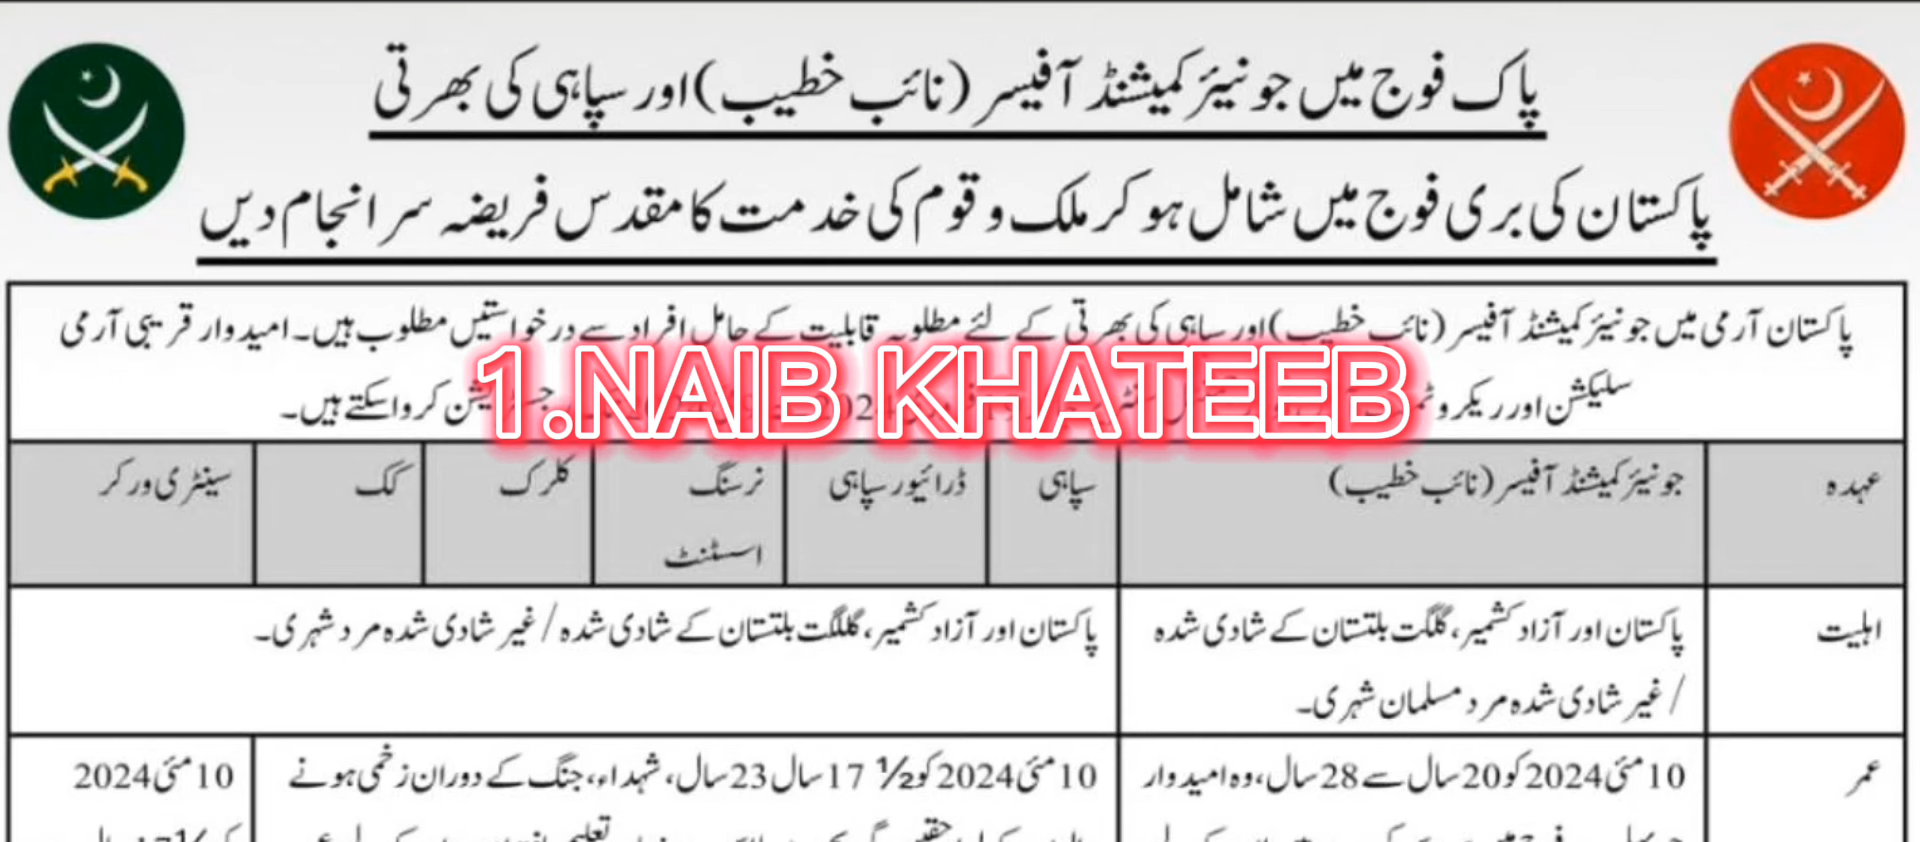 پاک فوج میں جونیئر کمیشنڈ آفیسر (نائب خطیب) اور سپاہی کی بھرتی
پاکستان کی بری فوج میں شامل ہو کر ملک و قوم کی خدمت کا مقدس فریضہ سرانجام دیں
پاکستان آرمی میں جونیئر کمیشنڈ آفیسر (نائب خطیب) اور سپاہی کی بھرتی کے لئے مطلوبہ قابلیت کے حامل افراد سے درخواستیں مطلوب ہیں۔ امیدوار قریبی آرمی
1.NAIB KHATEEB
سلیکشن اور ریکروٹمنٹ جسٹریشن کروا سکتے ہیں۔
عہدہ جونیئر کمیشنڈ آفیسر (نائب خطیب) سپاہی ڈرائیور سپاہی نرسنگ اسسٹنٹ کلرک کک سینٹری ورکر
اہلیت پاکستان اور آزاد کشمیر، گلگت بلتستان کے شادی شدہ پاکستان اور آزاد کشمیر، گلگت بلتستان کے شادی شدہ / غیر شادی شدہ مرد شہری۔
/ غیر شادی شدہ مرد مسلمان شہری۔
عمر 10 مئی 2024 کو 20 سال سے 28 سال، وہ امیدوار 10 مئی 2024 کو ½ 17 سال 23 سال، شہداء، جنگ کے دوران زخمی ہونے 10 مئی 2024